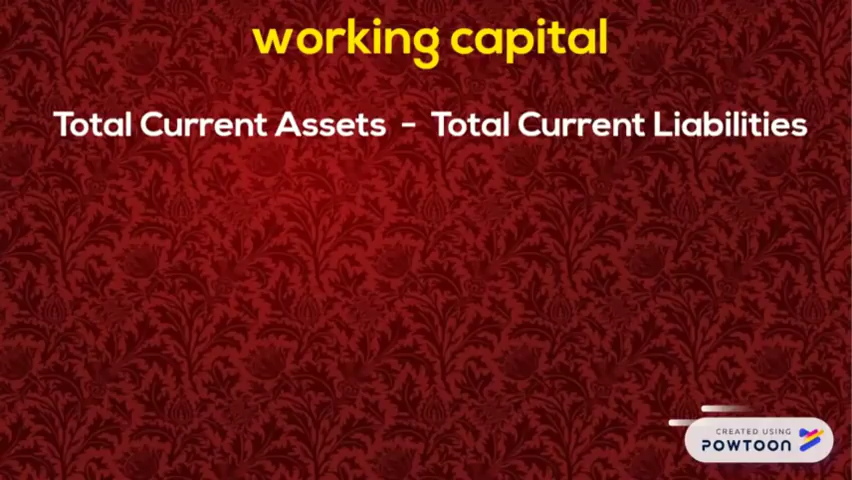 working capital
Total Current Assets - Total Current Liabilities
CREATED USING
POWTOON